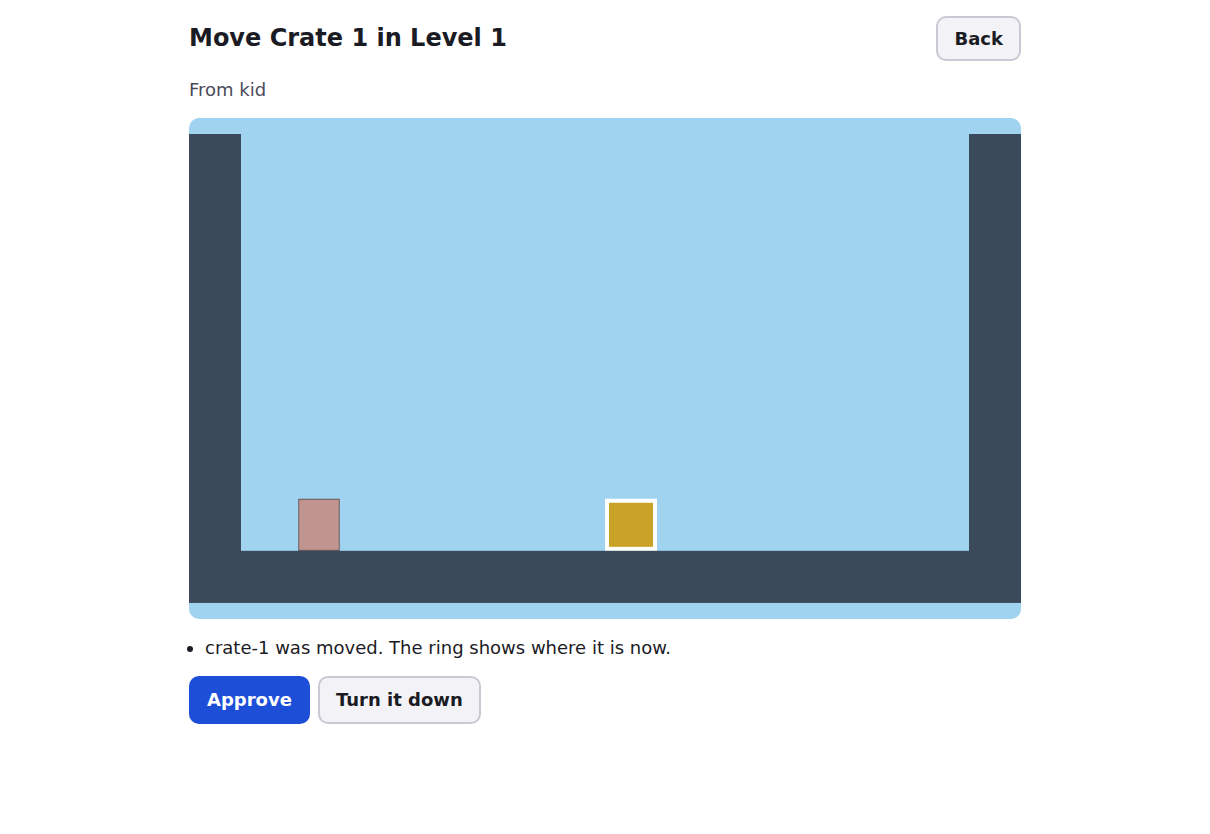 Move Crate 1 in Level 1
Back
From kid
crate-1 was moved. The ring shows where it is now.
Approve
Turn it down